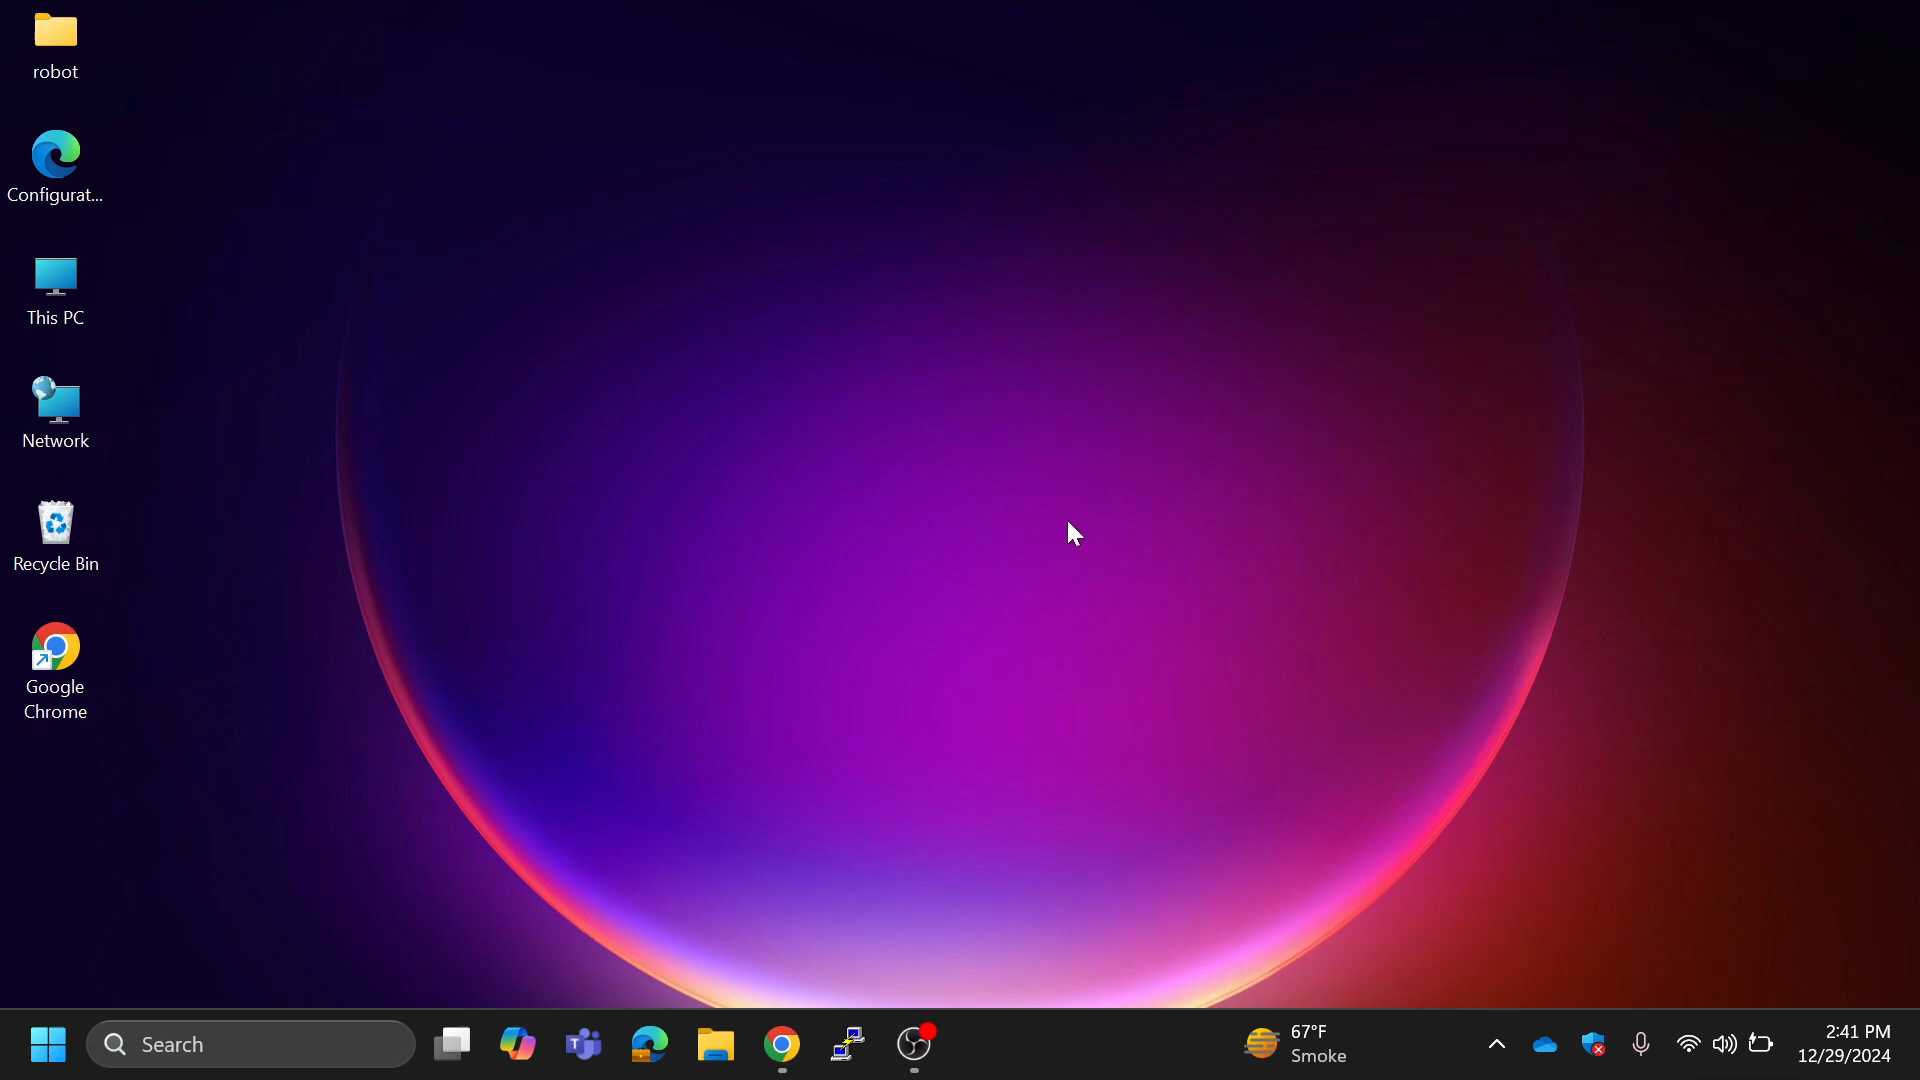 robot
Configurat...
This PC
Network
Recycle Bin
Google
Chrome
Search
67°F
Smoke
2:41 PM
12/29/2024